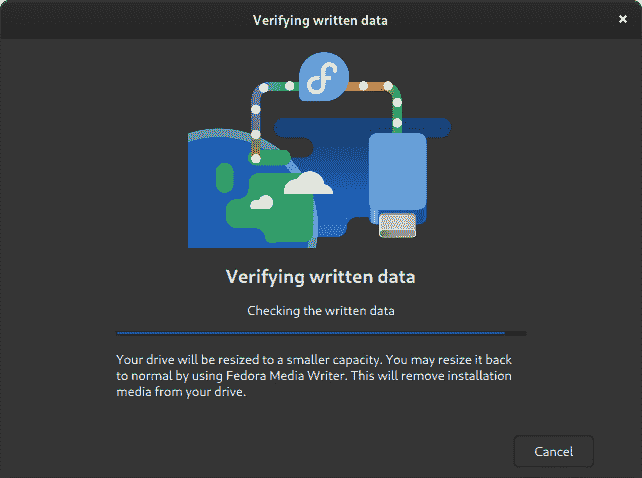 Verifying written data
Verifying written data
Checking the written data
Your drive will be resized to a smaller capacity. You may resize it back
to normal by using Fedora Media Writer. This will remove installation
media from your drive.
Cancel